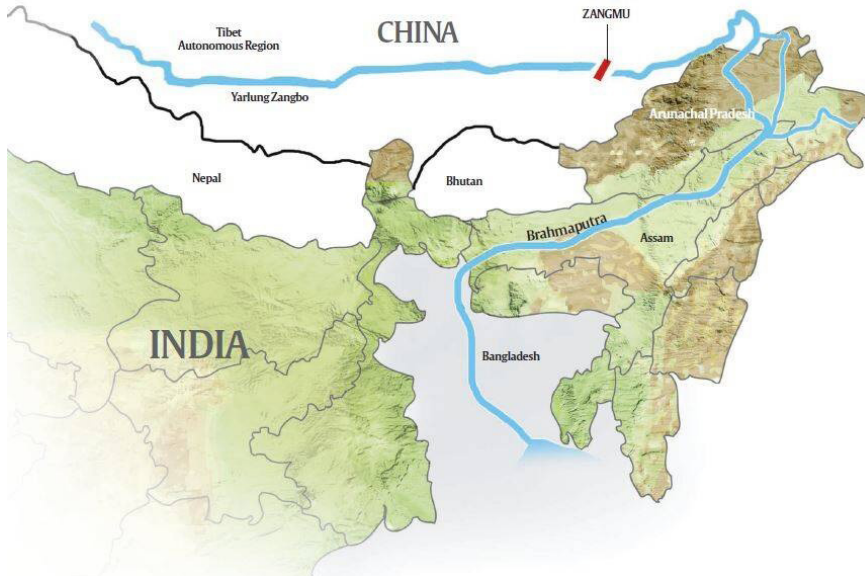 ZANGMU
Tibet
Autonomous Region
CHINA
Yarlung Zangbo
Arunachal Pradesh
Nepal
Bhutan
Brahmaputra
Assam
INDIA
Bangladesh